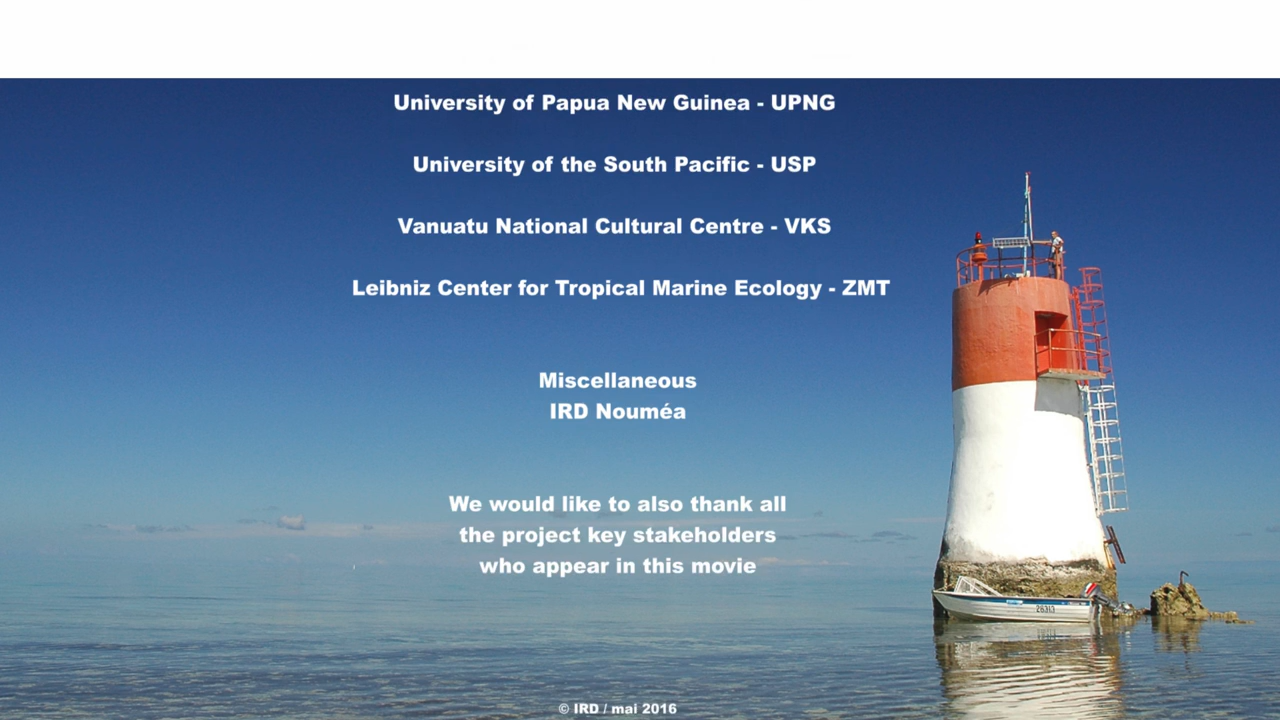 University of Papua New Guinea - UPNG
University of the South Pacific - USP
Vanuatu National Cultural Centre - VKS
Leibniz Center for Tropical Marine Ecology - ZMT
Miscellaneous
IRD Nouméa
We would like to also thank all
the project key stakeholders
who appear in this movie
26313
© IRD / mai 2016